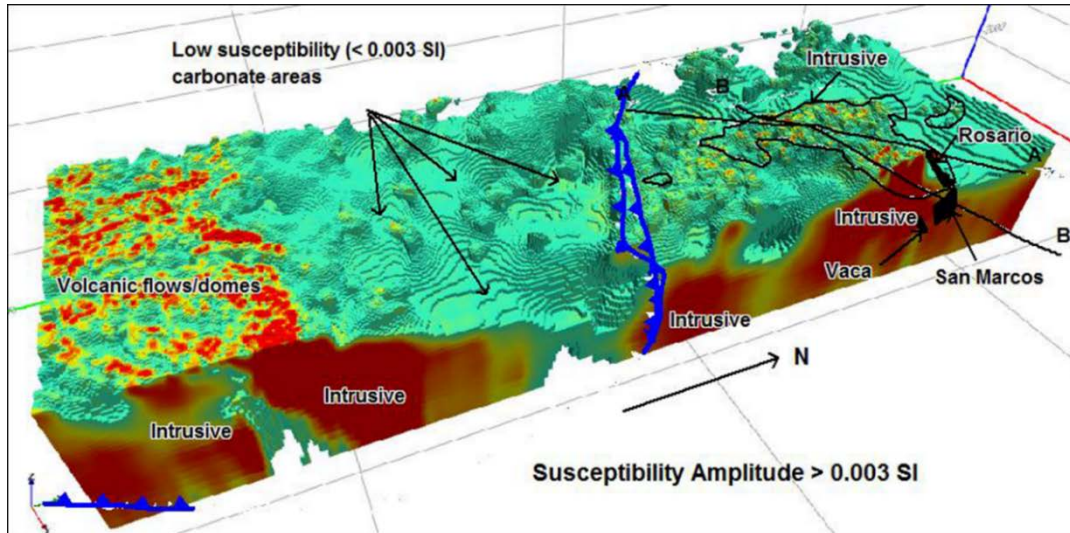 Low susceptibility (< 0.003 SI)
carbonate areas
Intrusive
B
A
Rosario
A'
Intrusive
B
Vaca
San Marcos
Volcanic flows/domes
Intrusive
N
Intrusive
Intrusive
Susceptibility Amplitude > 0.003 SI